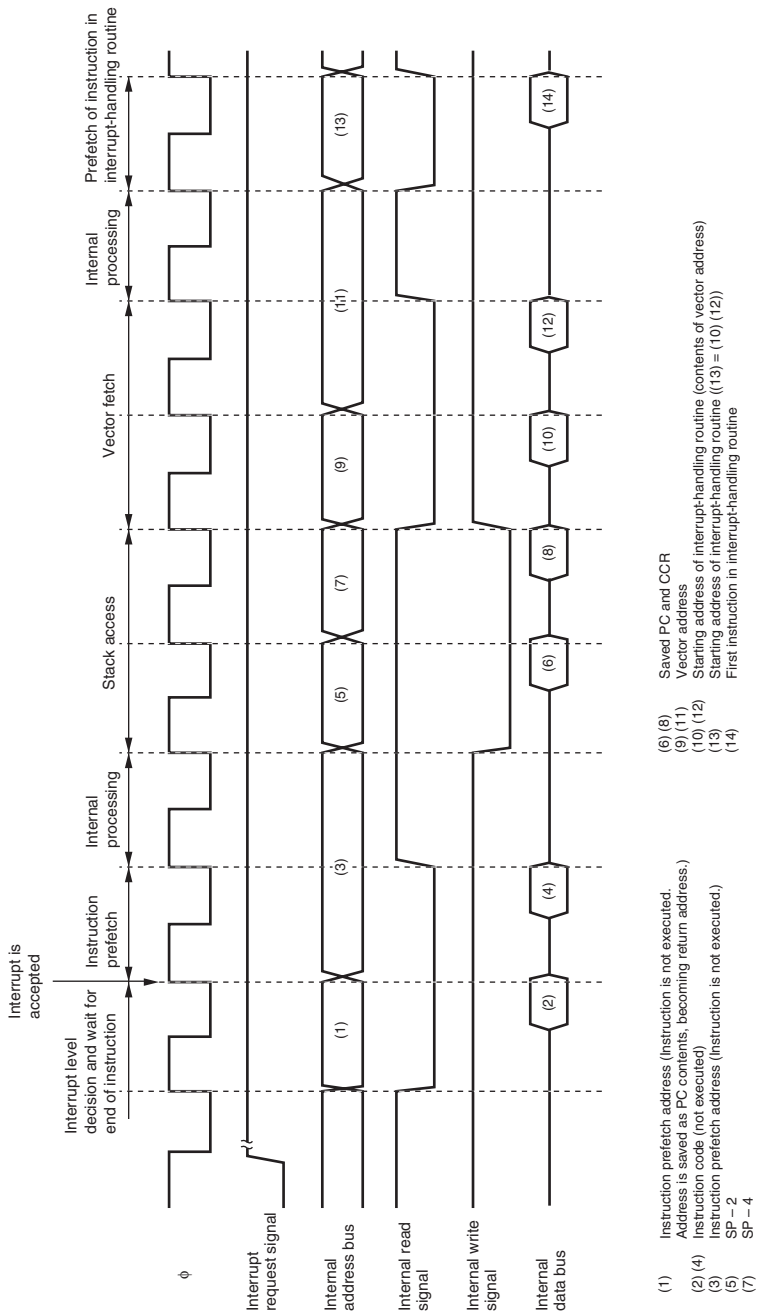 Interrupt is
accepted
Interrupt level
decision and wait for
end of instruction
Instruction
prefetch
Internal
processing
Stack access
Vector fetch
Internal
processing
Prefetch of instruction in
interrupt-handling routine
φ
Interrupt
request signal
Internal
address bus
(1)
(3)
(5)
(7)
(9)
(11)
(13)
Internal read
signal
Internal write
signal
Internal
data bus
(2)
(4)
(6)
(8)
(10)
(12)
(14)
(1) Instruction prefetch address (Instruction is not executed.
Address is saved as PC contents, becoming return address.)
(2) (4) Instruction code (not executed)
(3) Instruction prefetch address (Instruction is not executed.)
(5) SP – 2
(7) SP – 4
(6) (8) Saved PC and CCR
(9) (11) Vector address
(10) (12) Starting address of interrupt-handling routine (contents of vector address)
(13) Starting address of interrupt-handling routine ((13) = (10) (12))
(14) First instruction in interrupt-handling routine